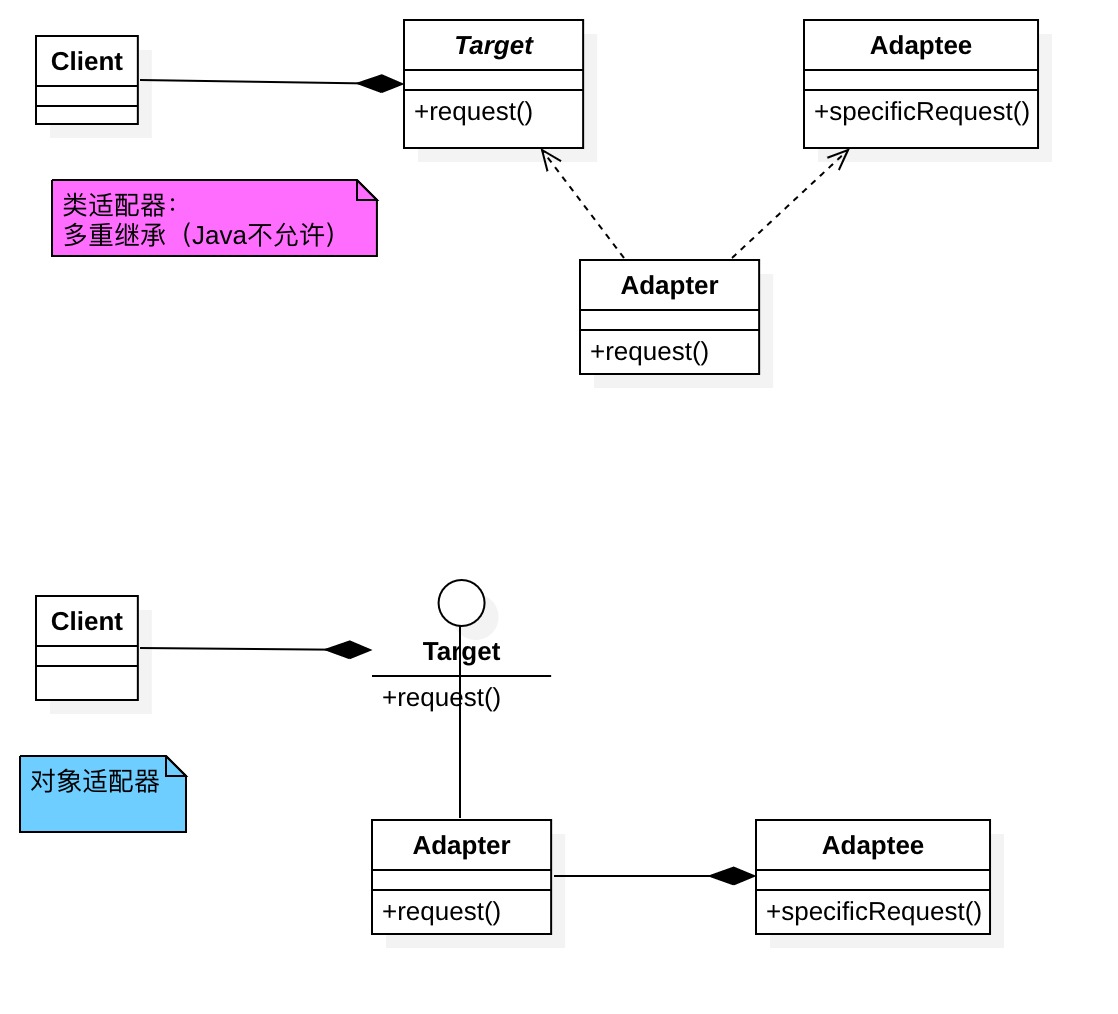 Client
Target
+request()
Adaptee
+specificRequest()
类适配器：
多重继承（Java不允许）
Adapter
+request()
Client
Target
+request()
对象适配器
Adapter
+request()
Adaptee
+specificRequest()